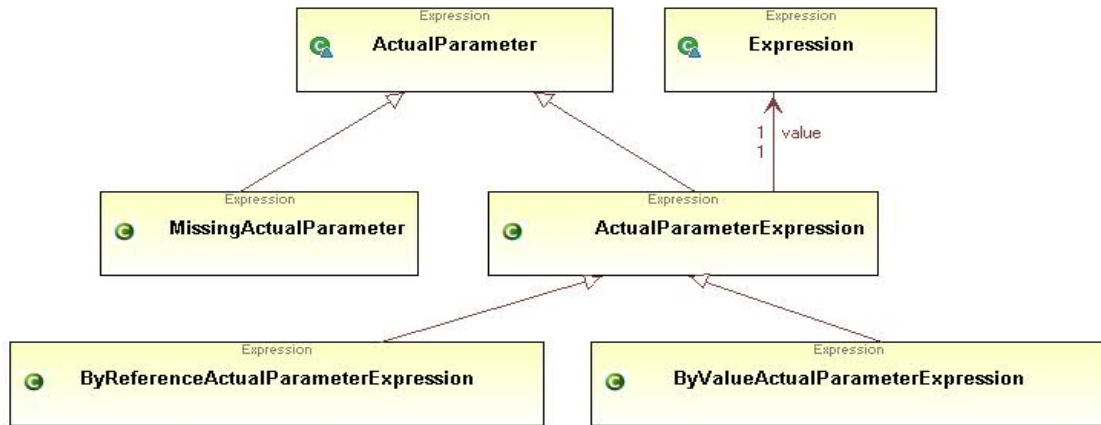 Expression
ActualParameter
Expression
Expression
1
value
1
Expression
MissingActualParameter
Expression
ActualParameterExpression
Expression
ByReferenceActualParameterExpression
Expression
ByValueActualParameterExpression